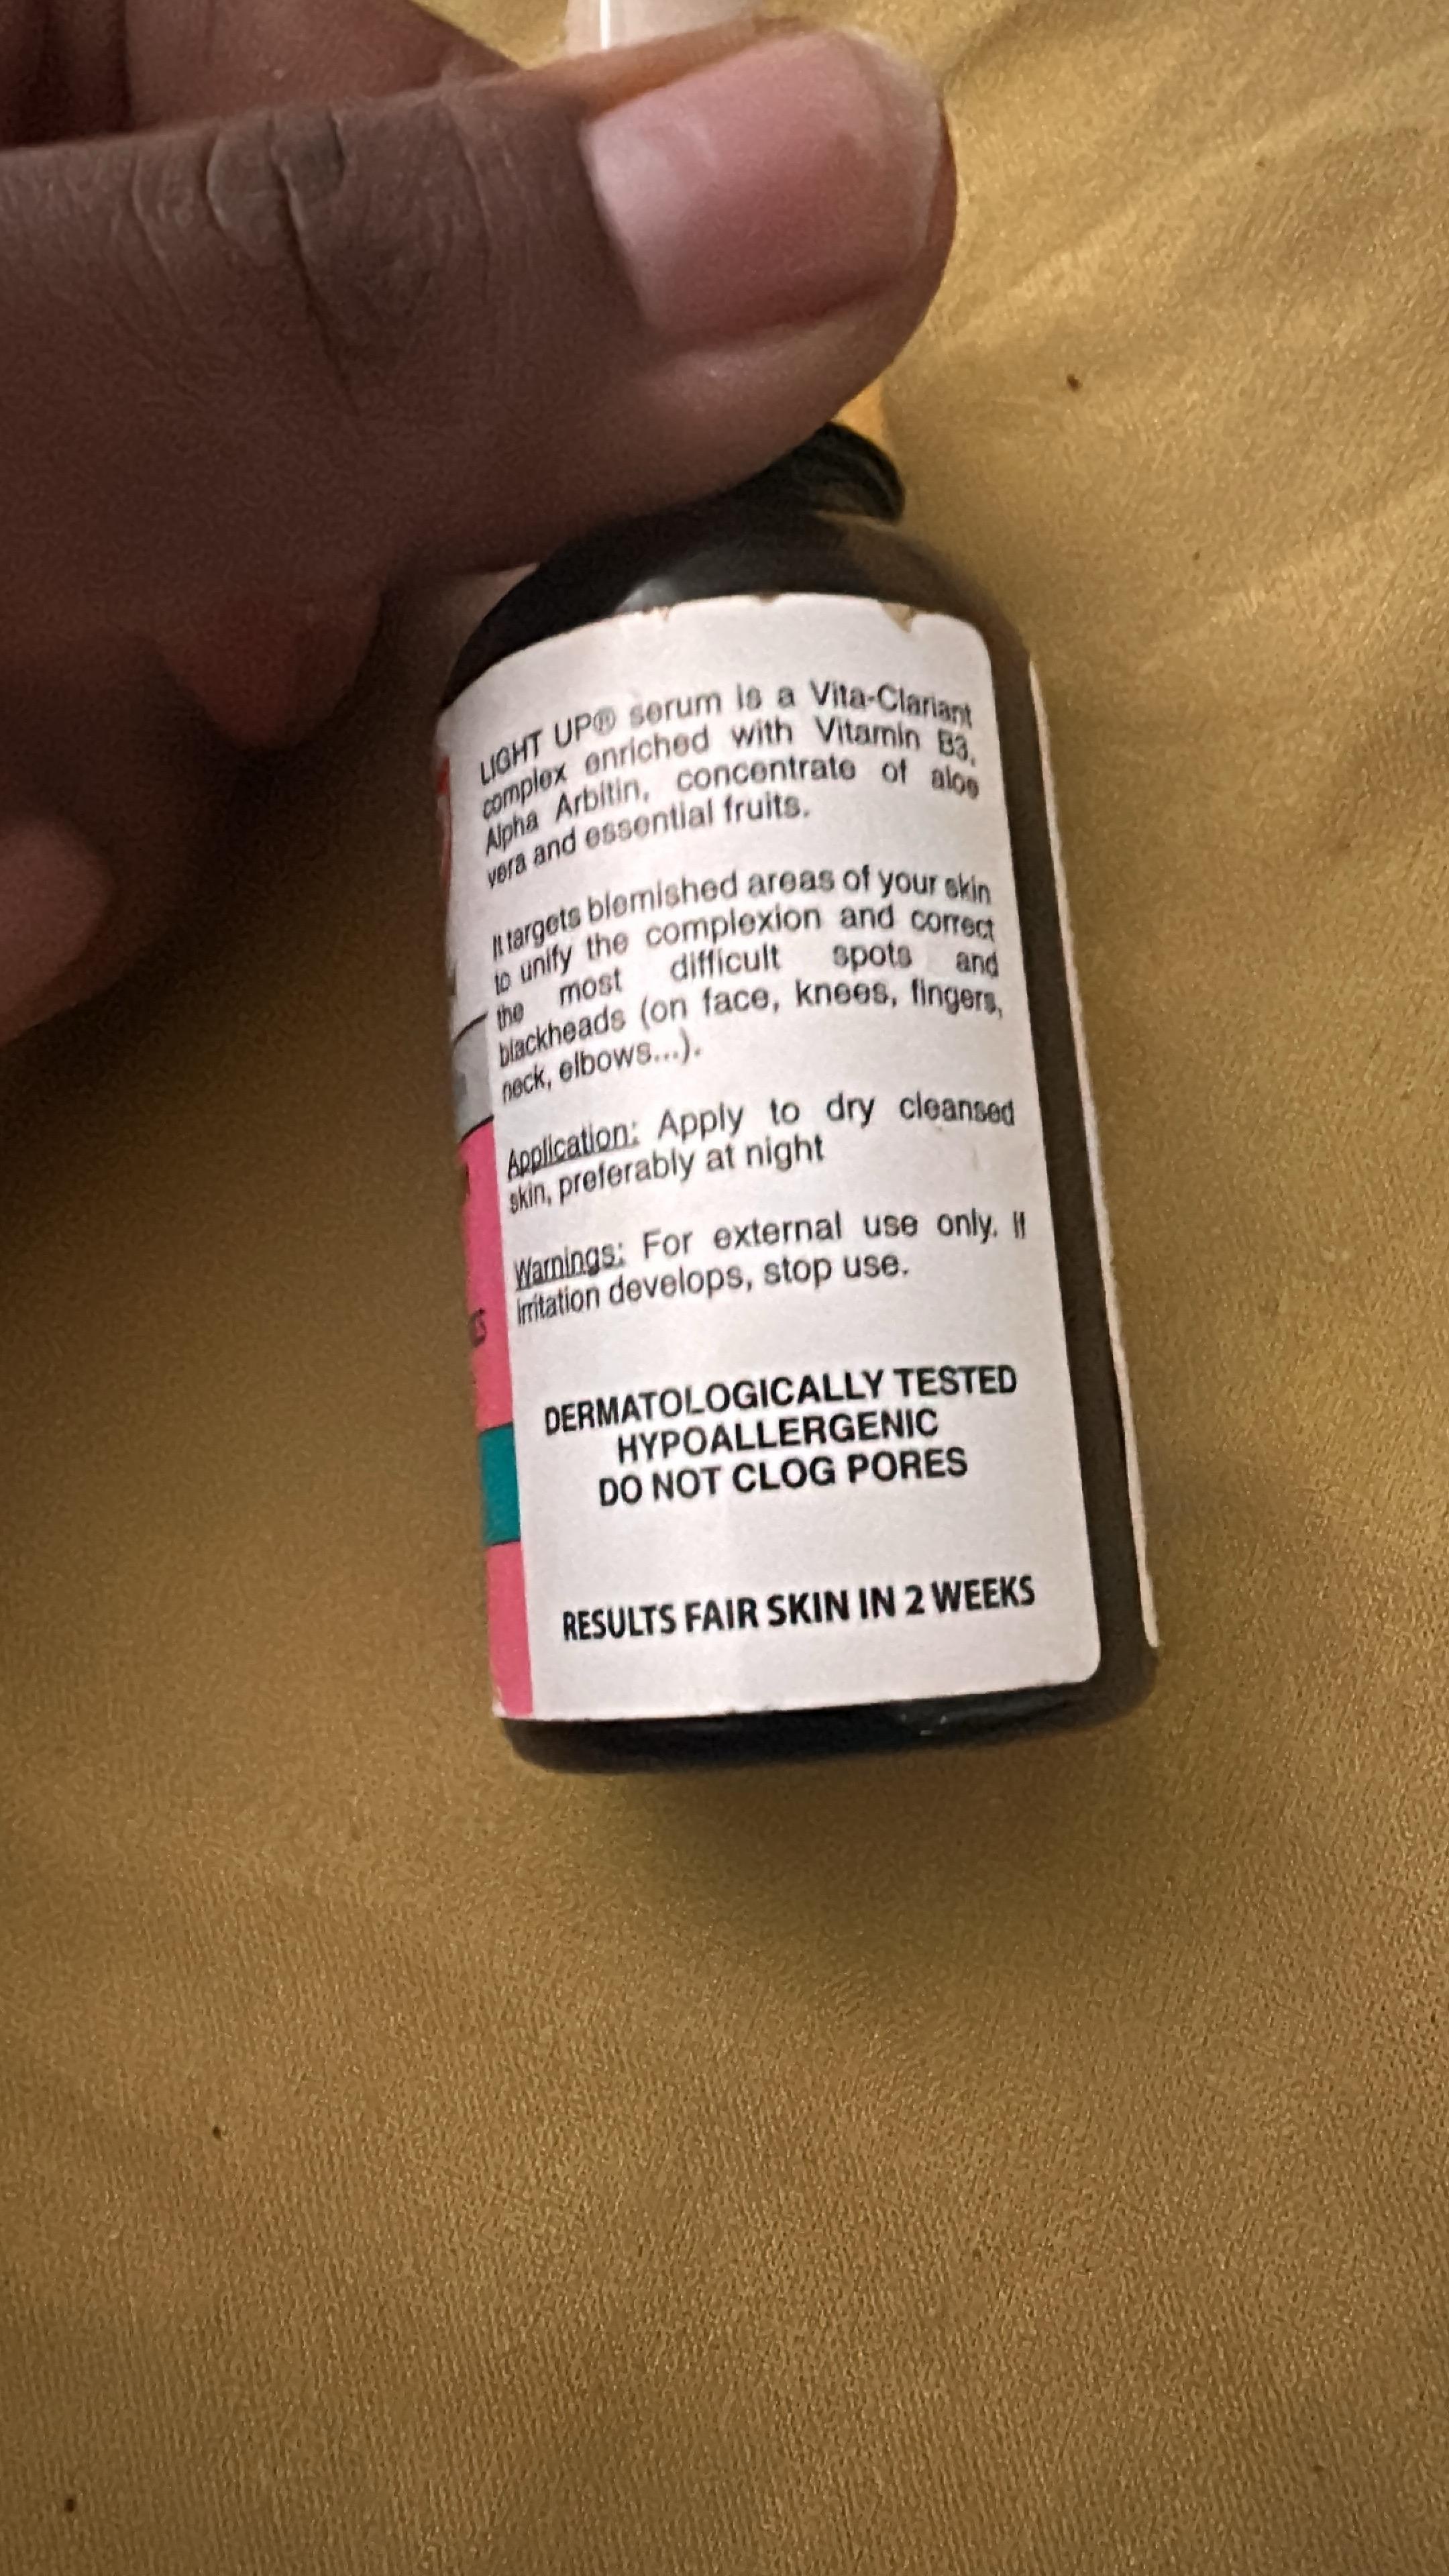 LIGHT UP® serum is a Vita-Clariant
complex enriched with Vitamin B3,
Alpha Arbitin, concentrate of aloe
vera and essential fruits.
It targets blemished areas of your skin
to unify the complexion and correct
the most difficult spots and
blackheads (on face, knees, fingers,
neck, elbows...).
Application: Apply to dry cleansed
skin, preferably at night
Warnings: For external use only. If
irritation develops, stop use.
DERMATOLOGICALLY TESTED
HYPOALLERGENIC
DO NOT CLOG PORES
RESULTS FAIR SKIN IN 2 WEEKS